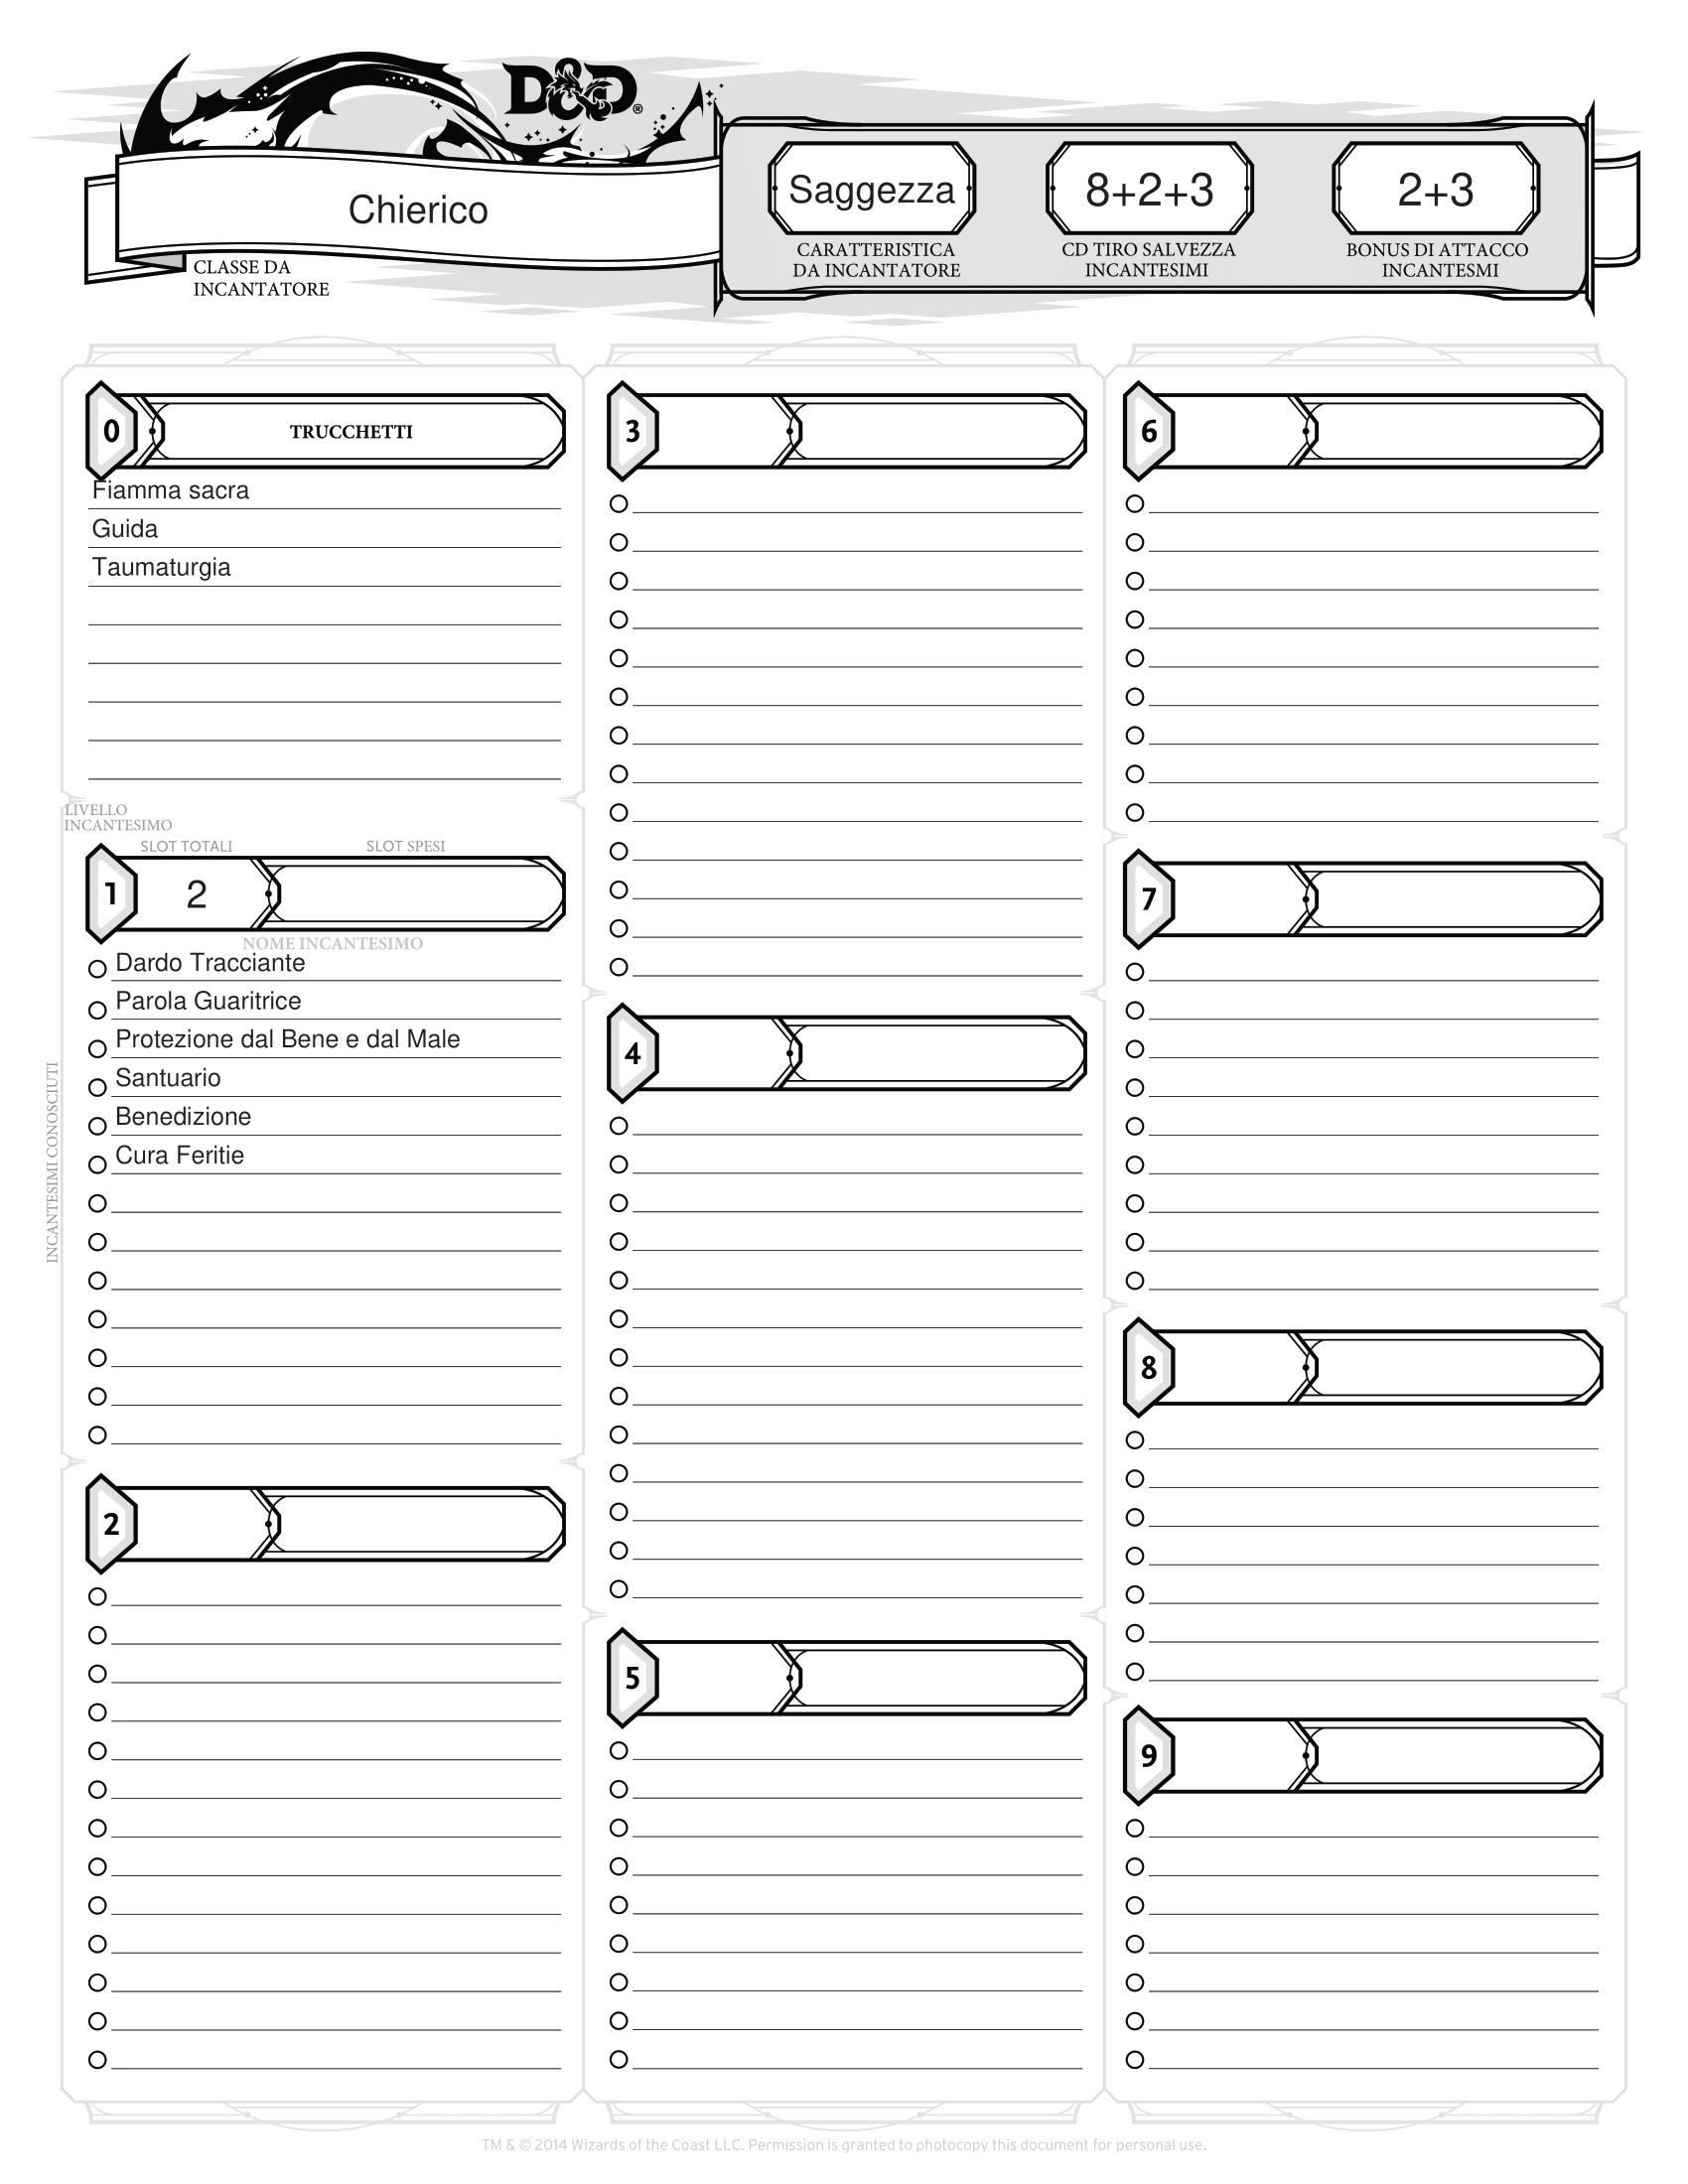 D&D®
Chierico
CLASSE DA
INCANTATORE
Saggezza
CARATTERISTICA
DA INCANTATORE
8+2+3
CD TIRO SALVEZZA
INCANTESIMI
2+3
BONUS DI ATTACCO
INCANTESMI
0
TRUCCHETTI
Fiamma sacra
Guida
Taumaturgia
LIVELLO
INCANTESIMO
SLOT TOTALI SLOT SPESI
1 2
NOME INCANTESIMO
Dardo Tracciante
Parola Guaritrice
Protezione dal Bene e dal Male
Santuario
Benedizione
Cura Feritie
INCANTESIMI CONOSCIUTI
2
3
4
5
6
7
8
9
TM & © 2014 Wizards of the Coast LLC. Permission is granted to photocopy this document for personal use.